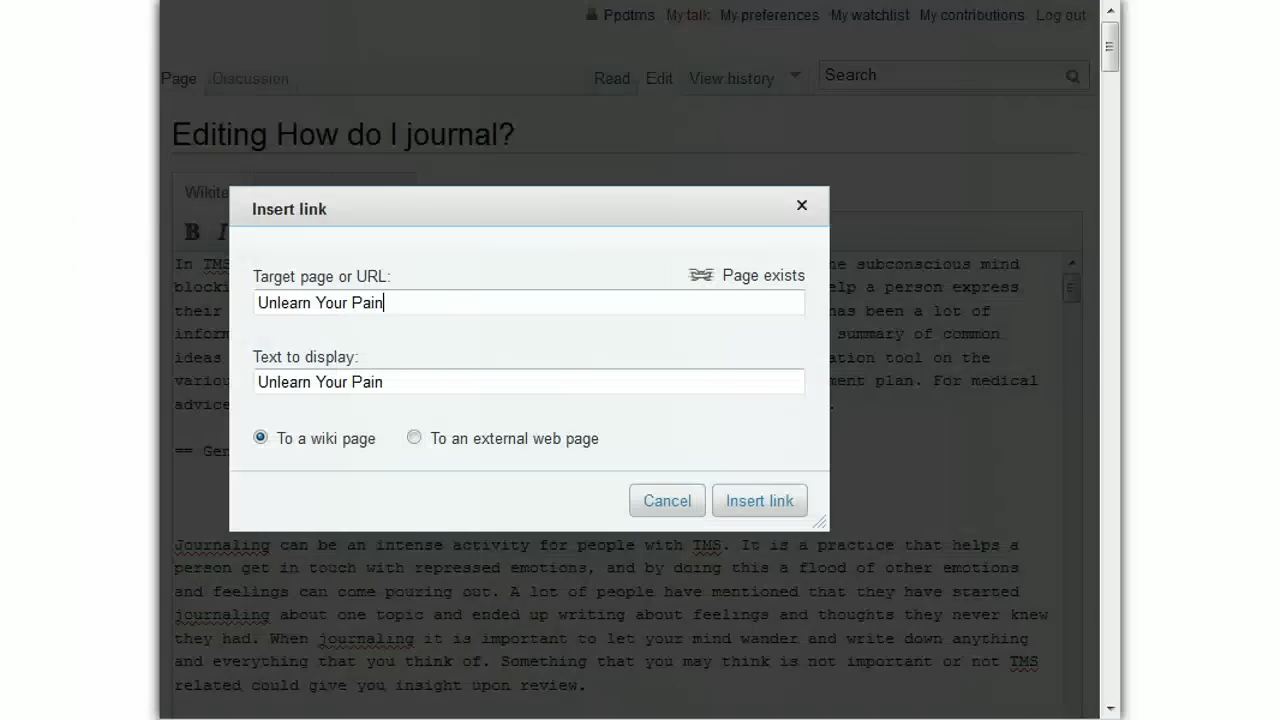 Ppdtms My talk My preferences My watchlist My contributions Log out
Page Discussion Read Edit View history Search
Editing How do I journal?
Wikite
Insert link
B I
In TMS
he subconscious mind
Target page or URL: Page exists
blocki
elp a person express
Unlearn Your Pain
their
has been a lot of
inform
summary of common
Text to display:
ideas
ation tool on the
Unlearn Your Pain
variou
ment plan. For medical
advice
To a wiki page To an external web page
== Gen
Cancel Insert link
Journaling can be an intense activity for people with TMS. It is a practice that helps a
person get in touch with repressed emotions, and by doing this a flood of other emotions
and feelings can come pouring out. A lot of people have mentioned that they have started
journaling about one topic and ended up writing about feelings and thoughts they never knew
they had. When journaling it is important to let your mind wander and write down anything
and everything that you think of. Something that you may think is not important or not TMS
related could give you insight upon review.